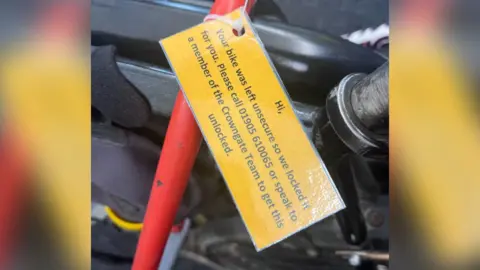 Hi,
Your bike was left unsecure so we locked it
for you. Please call 01905 610065 or speak to
a member of the Crowngate Team to get this
unlocked.